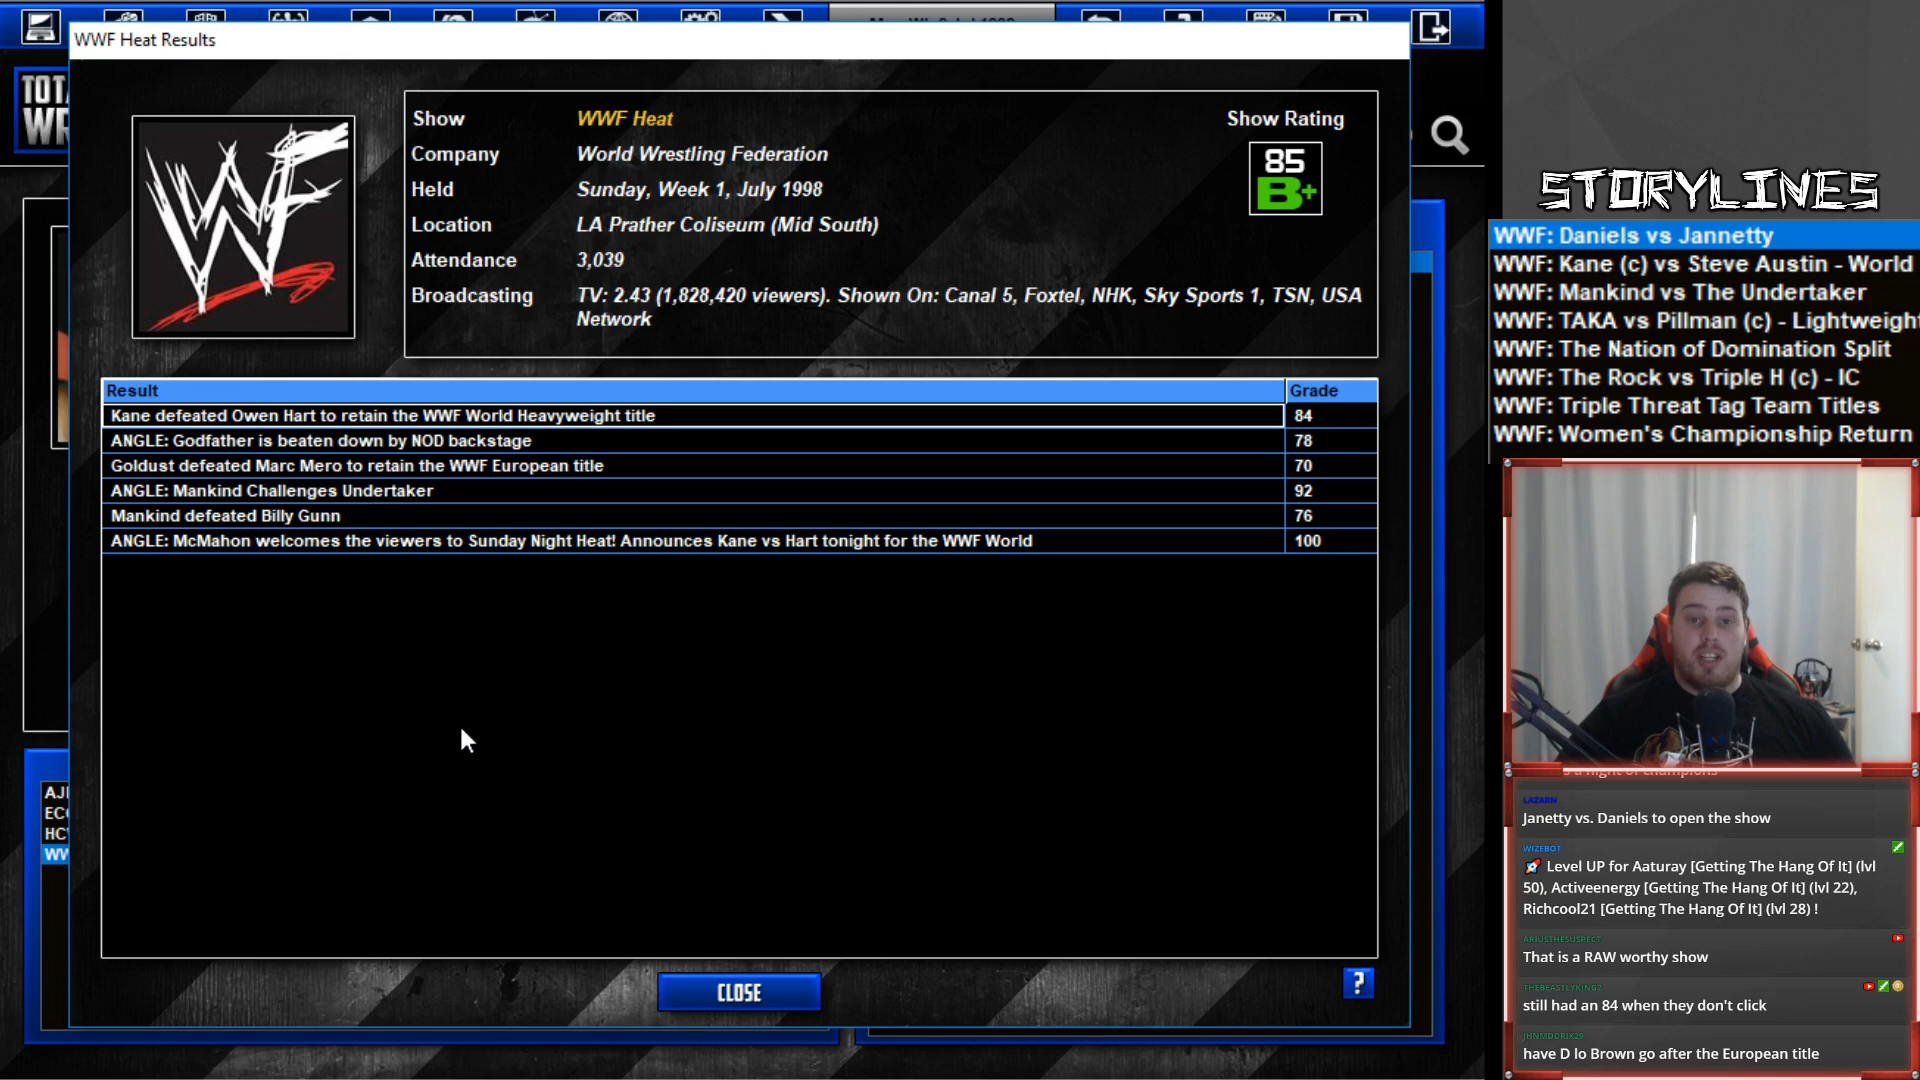 WWF Heat Results
TOT
WR
Show WWF Heat Show Rating
Company World Wrestling Federation 85
B+
Held Sunday, Week 1, July 1998
Location LA Prather Coliseum (Mid South)
Attendance 3,039
Broadcasting TV: 2.43 (1,828,420 viewers). Shown On: Canal 5, Foxtel, NHK, Sky Sports 1, TSN, USA
Network
Result Grade
Kane defeated Owen Hart to retain the WWF World Heavyweight title 84
ANGLE: Godfather is beaten down by NOD backstage 78
Goldust defeated Marc Mero to retain the WWF European title 70
ANGLE: Mankind Challenges Undertaker 92
Mankind defeated Billy Gunn 76
ANGLE: McMahon welcomes the viewers to Sunday Night Heat! Announces Kane vs Hart tonight for the WWF World 100
CLOSE
?
AJ
EC
HC
WW
STORYLINES
WWF: Daniels vs Jannetty
WWF: Kane (c) vs Steve Austin - World
WWF: Mankind vs The Undertaker
WWF: TAKA vs Pillman (c) - Lightweight
WWF: The Nation of Domination Split
WWF: The Rock vs Triple H (c) - IC
WWF: Triple Threat Tag Team Titles
WWF: Women's Championship Return
LAZARN
Janetty vs. Daniels to open the show
WIZEBOT
Level UP for Aaturay [Getting The Hang Of It] (lvl
50), Activeenergy [Getting The Hang Of It] (lvl 22),
Richcool21 [Getting The Hang Of It] (lvl 28) !
ARIUSTHESUSPECT
That is a RAW worthy show
THEBEASTLYKING2
still had an 84 when they don't click
JHNMDDRIX29
have D lo Brown go after the European title